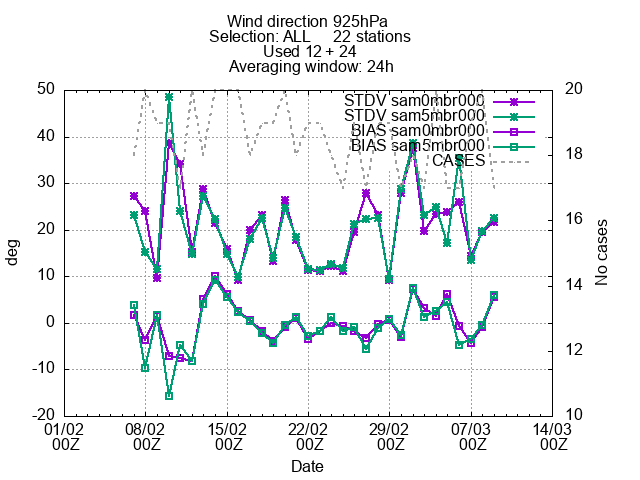 Wind direction 925hPa
Selection: ALL 22 stations
Used 12 + 24
Averaging window: 24h
STDV sam0mbr000
STDV sam5mbr000
BIAS sam0mbr000
BIAS sam5mbr000
CASES
50
40
30
20
10
0
-10
-20
deg
20
18
16
14
12
10
No cases
01/02 08/02 15/02 22/02 29/02 07/03 14/03
00Z 00Z 00Z 00Z 00Z 00Z 00Z
Date